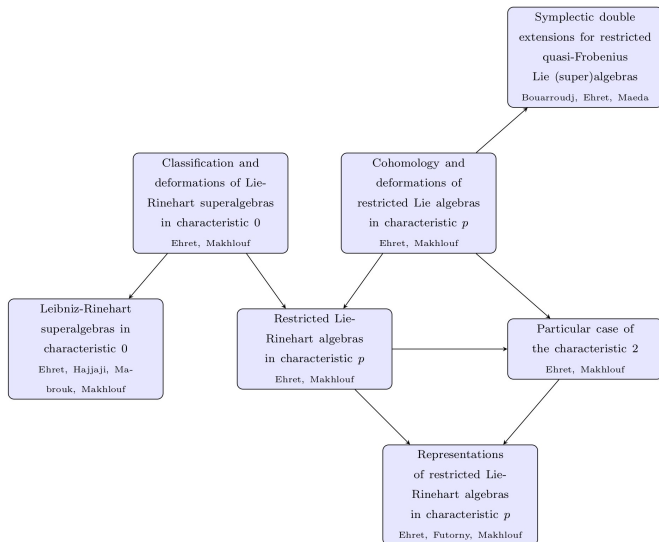 Symplectic double
extensions for restricted
quasi-Frobenius
Lie (super)algebras
Bouarroudj, Ehret, Maeda
Classification and
deformations of Lie-
Rinehart superalgebras
in characteristic 0
Ehret, Makhlouf
Cohomology and
deformations of
restricted Lie algebras
in characteristic p
Ehret, Makhlouf
Leibniz-Rinehart
superalgebras in
characteristic 0
Ehret, Hajjaji, Ma-
brouk, Makhlouf
Restricted Lie-
Rinehart algebras
in characteristic p
Ehret, Makhlouf
Particular case of
the characteristic 2
Ehret, Makhlouf
Representations
of restricted Lie-
Rinehart algebras
in characteristic p
Ehret, Futorny, Makhlouf